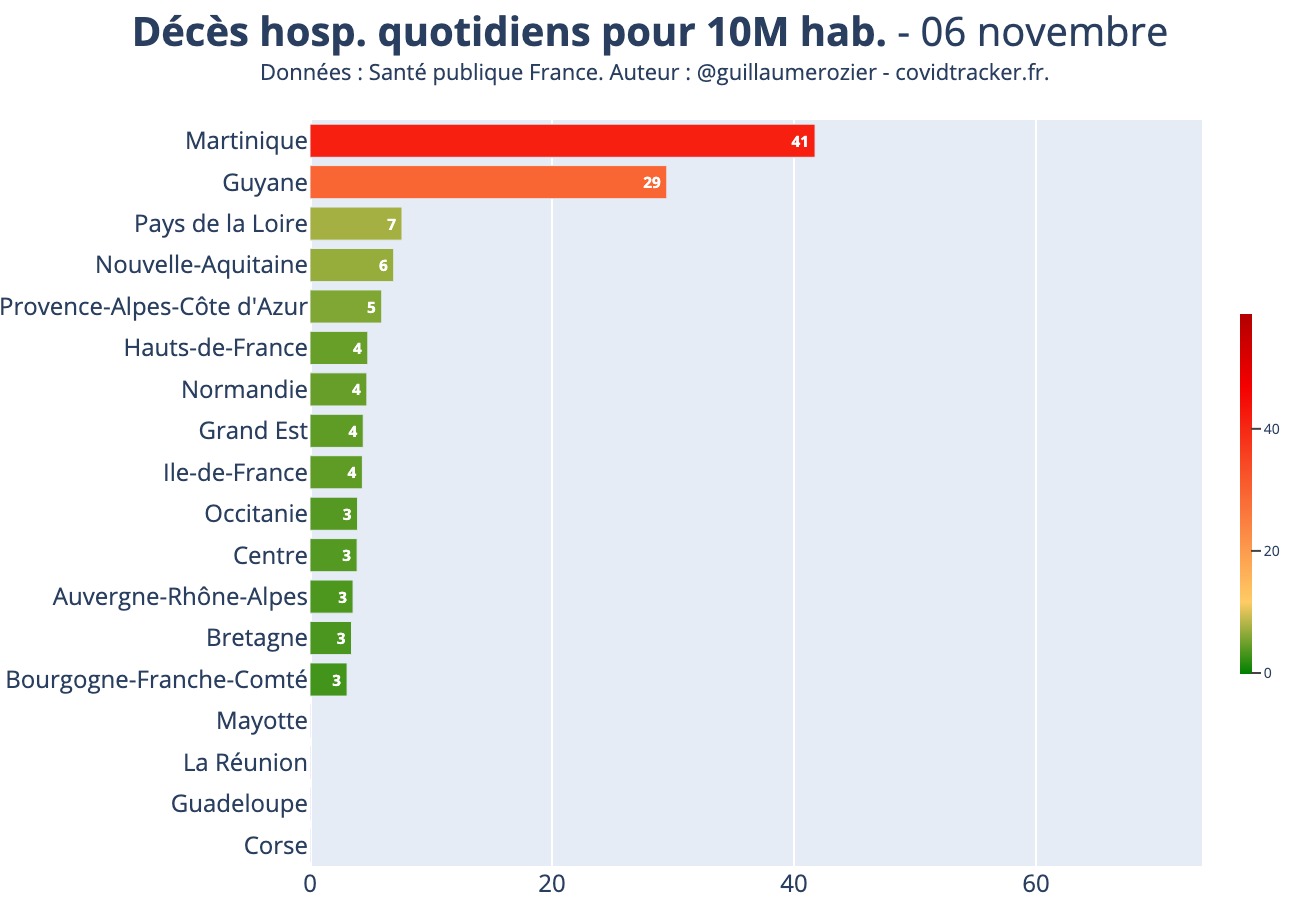 Décès hosp. quotidiens pour 10M hab. - 06 novembre
Données : Santé publique France. Auteur : @guillaumerozier - covidtracker.fr.
Martinique 41
Guyane 29
Pays de la Loire 7
Nouvelle-Aquitaine 6
Provence-Alpes-Côte d'Azur 5
Hauts-de-France 4
Normandie 4
Grand Est 4
Ile-de-France 4
Occitanie 3
Centre 3
Auvergne-Rhône-Alpes 3
Bretagne 3
Bourgogne-Franche-Comté 3
Mayotte
La Réunion
Guadeloupe
Corse
0 20 40 60
40
20
0